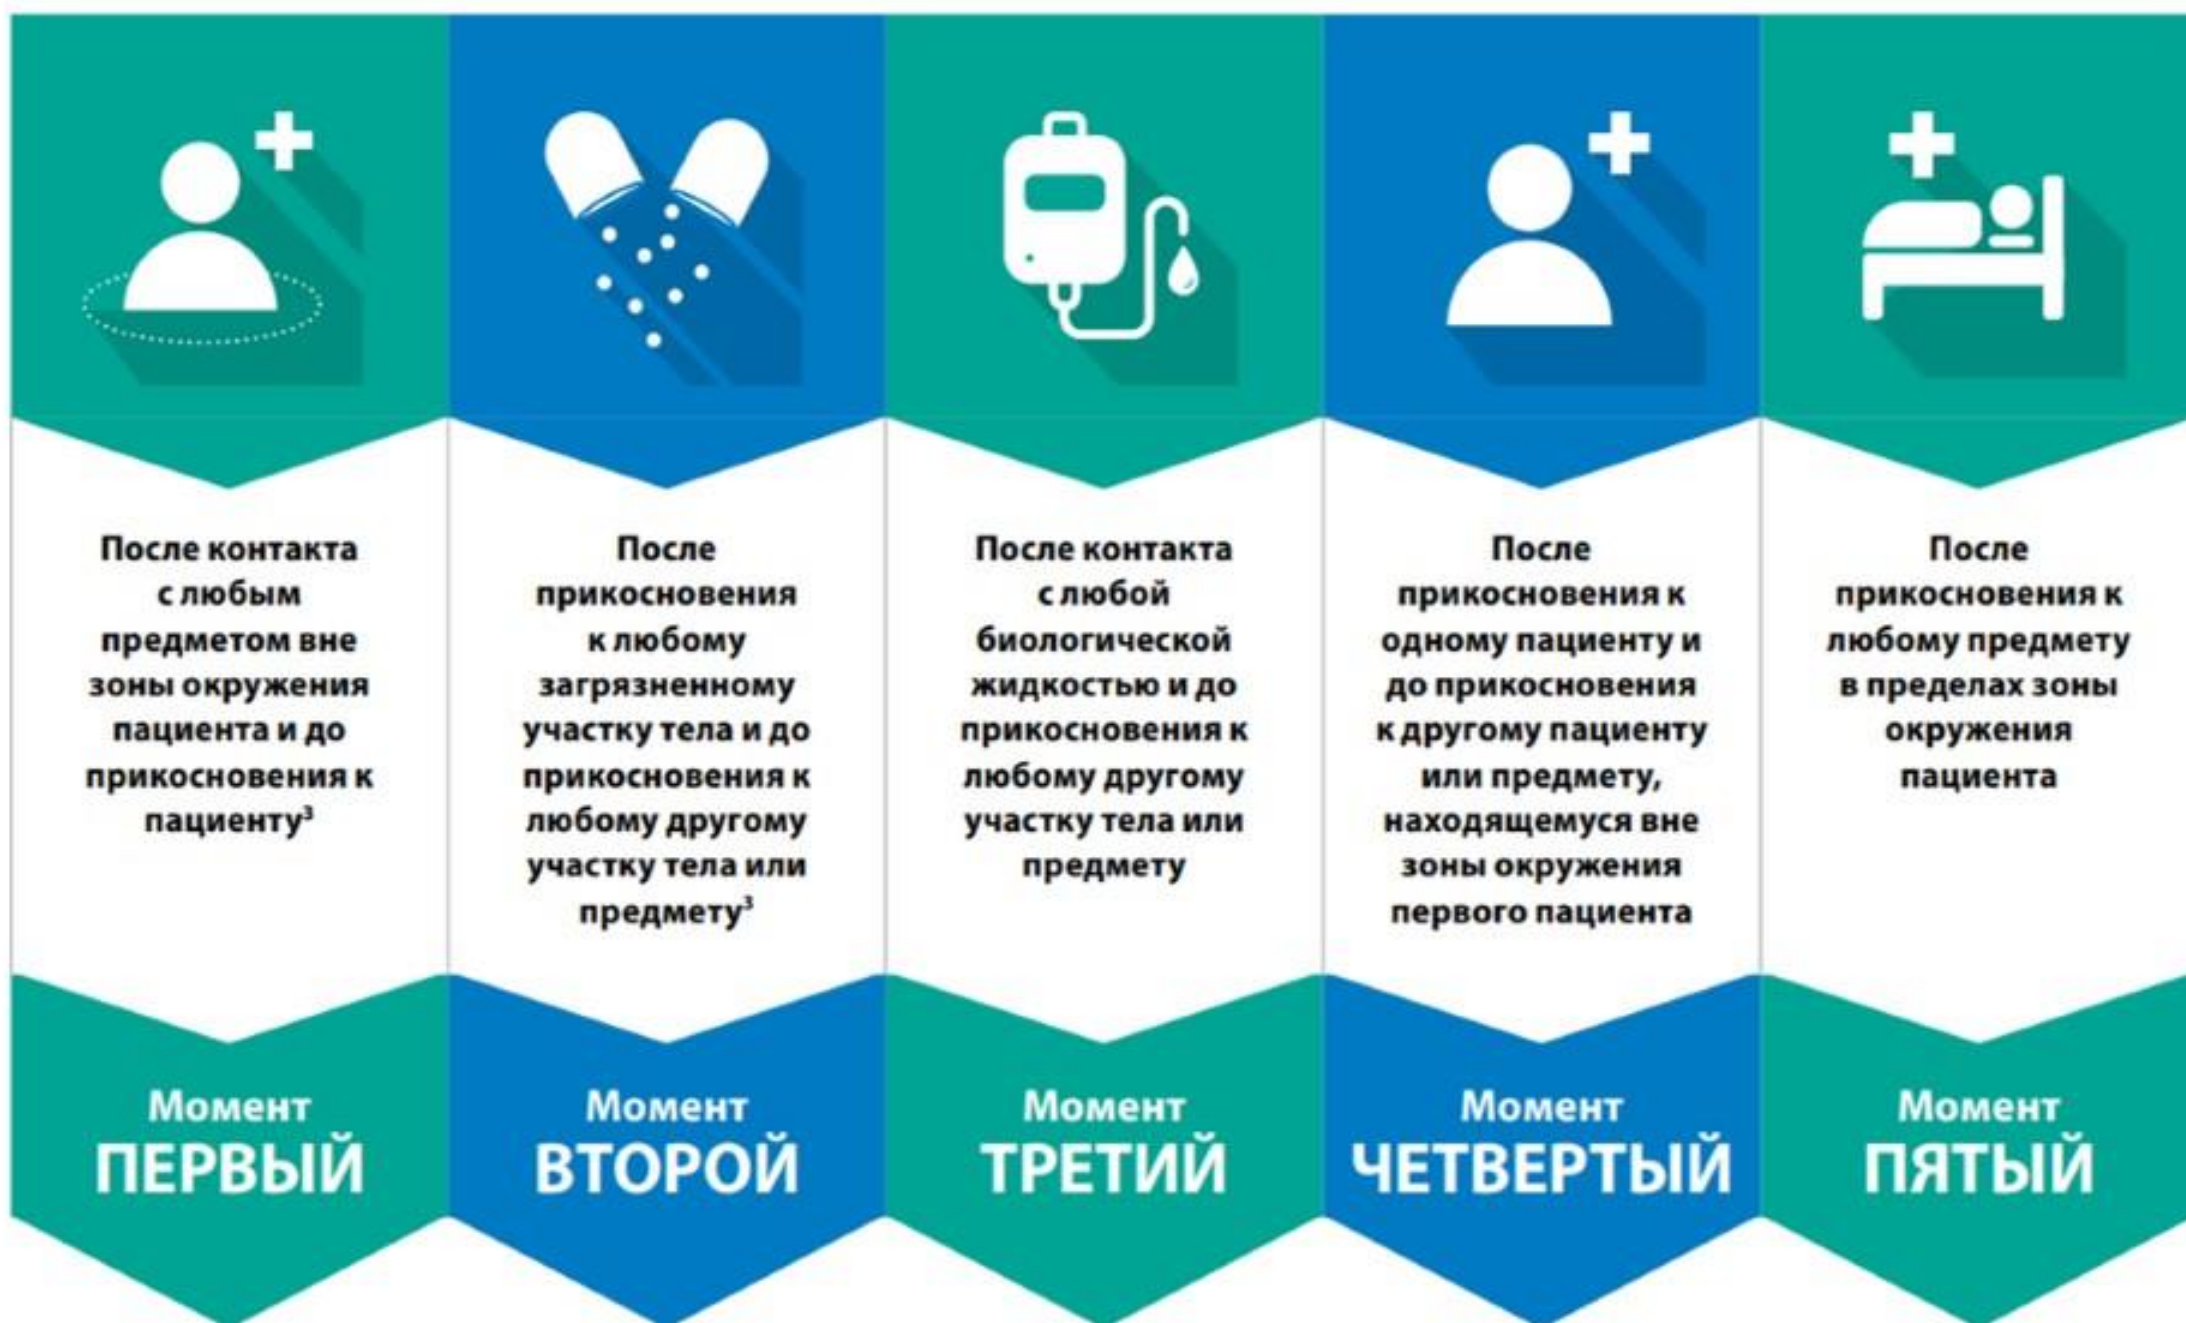 После контакта
с любым
предметом вне
зоны окружения
пациента и до
прикосновения к
пациенту³
Момент
ПЕРВЫЙ
После
прикосновения
к любому
загрязненному
участку тела и до
прикосновения к
любому другому
участку тела или
предмету³
Момент
ВТОРОЙ
После контакта
с любой
биологической
жидкостью и до
прикосновения к
любому другому
участку тела или
предмету
Момент
ТРЕТИЙ
После
прикосновения к
одному пациенту и
до прикосновения
к другому пациенту
или предмету,
находящемуся вне
зоны окружения
первого пациента
Момент
ЧЕТВЕРТЫЙ
После
прикосновения к
любому предмету
в пределах зоны
окружения
пациента
Момент
ПЯТЫЙ